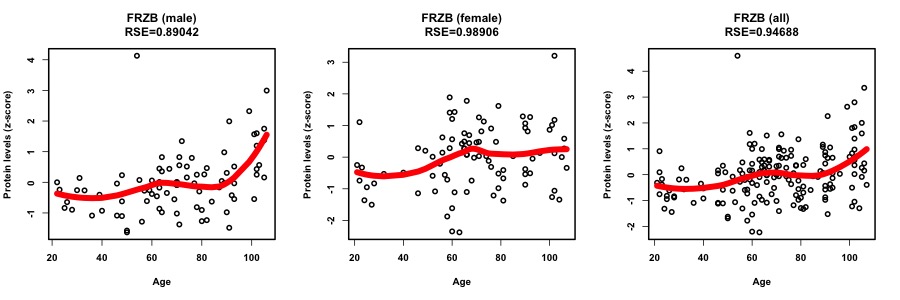 FRZB (male)
RSE=0.89042
Protein levels (z-score)
4
3
2
1
0
-1
20
40
60
80
100
Age
FRZB (female)
RSE=0.98906
Protein levels (z-score)
3
2
1
0
-1
-2
20
40
60
80
100
Age
FRZB (all)
RSE=0.94688
Protein levels (z-score)
4
3
2
1
0
-1
-2
20
40
60
80
100
Age